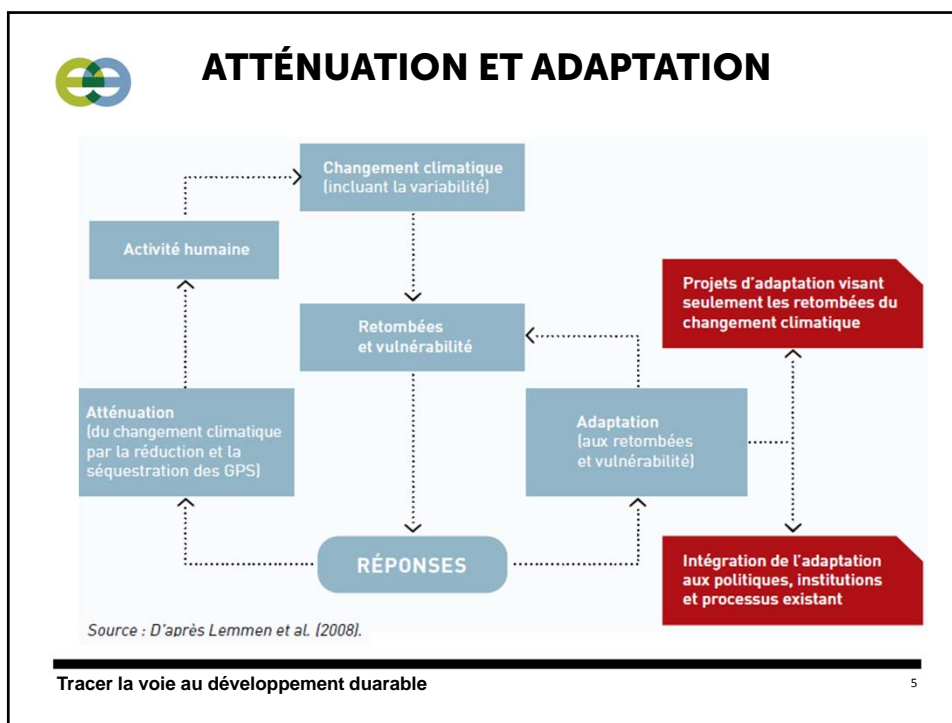 ATTÉNUATION ET ADAPTATION
Changement climatique
(incluant la variabilité)
Activité humaine
Retombées
et vulnérabilité
Projets d'adaptation visant
seulement les retombées du
changement climatique
Atténuation
(du changement climatique
par la réduction et la
séquestration des GPS)
Adaptation
(aux retombées
et vulnérabilité)
RÉPONSES
Intégration de l'adaptation
aux politiques, institutions
et processus existant
Source : D'après Lemmen et al. (2008).
Tracer la voie au développement duarable
5